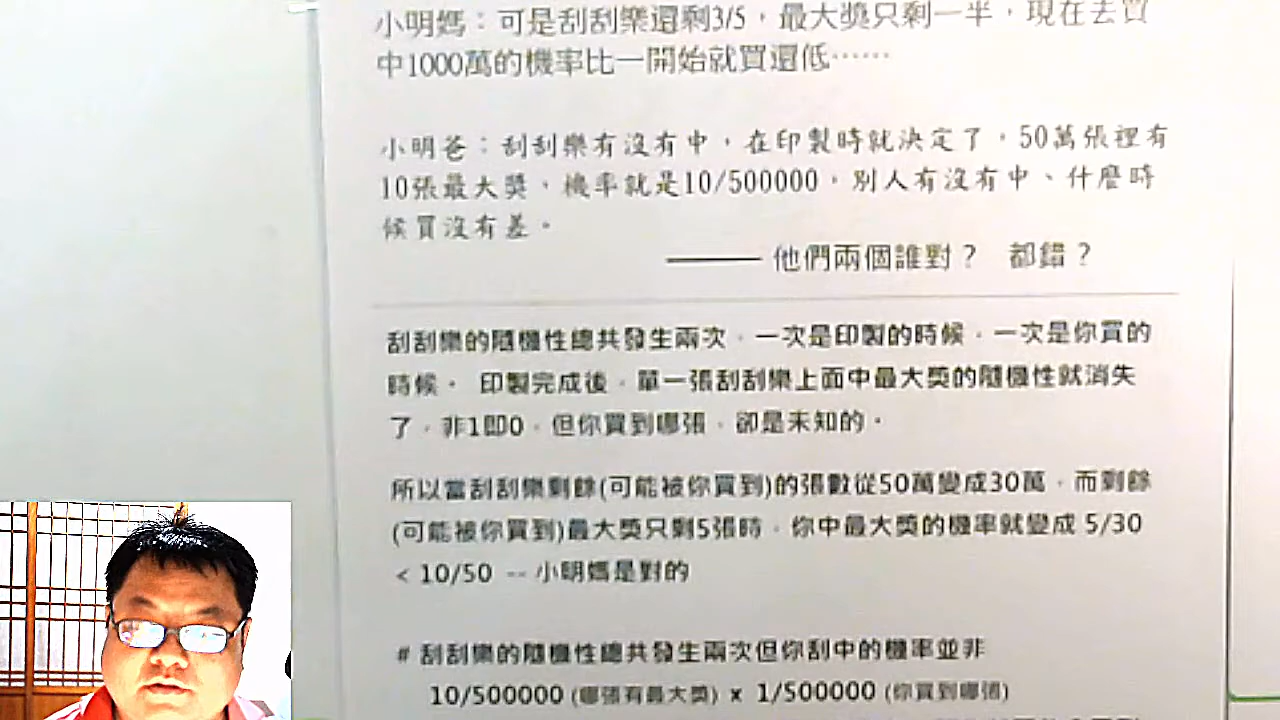 小明媽：可是刮刮樂還剩3/5，最大獎只剩一半，現在去買
中1000萬的機率比一開始就買還低⋯⋯
小明爸：刮刮樂有沒有中，在印製時就決定了，50萬張裡有
10張最大獎、機率就是10/500000，別人有沒有中、什麼時
候買沒有差。
———他們兩個誰對？ 都錯？
刮刮樂的隨機性總共發生兩次，一次是印製的時候，一次是你買的
時候。 印製完成後，單一張刮刮樂上面中最大獎的隨機性就消失
了，非1即0，但你買到哪張，卻是未知的。
所以當刮刮樂剩餘(可能被你買到)的張數從50萬變成30萬，而剩餘
(可能被你買到)最大獎只剩5張時，你中最大獎的機率就變成 5/30
< 10/50 -- 小明媽是對的
# 刮刮樂的隨機性總共發生兩次但你刮中的機率並非
10/500000 (哪張有最大獎) x 1/500000 (你買到哪張)